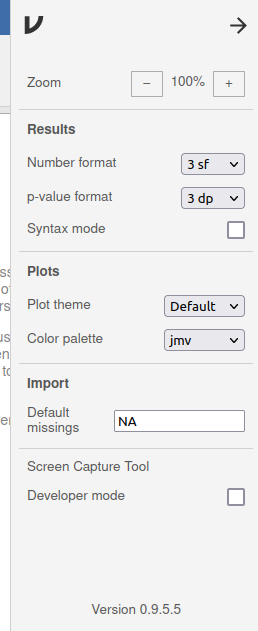 Zoom – 100% +
Results
Number format 3 sf
p-value format 3 dp
Syntax mode
Plots
Plot theme Default
Color palette jmv
Import
Default
missings NA
Screen Capture Tool
Developer mode
Version 0.9.5.5